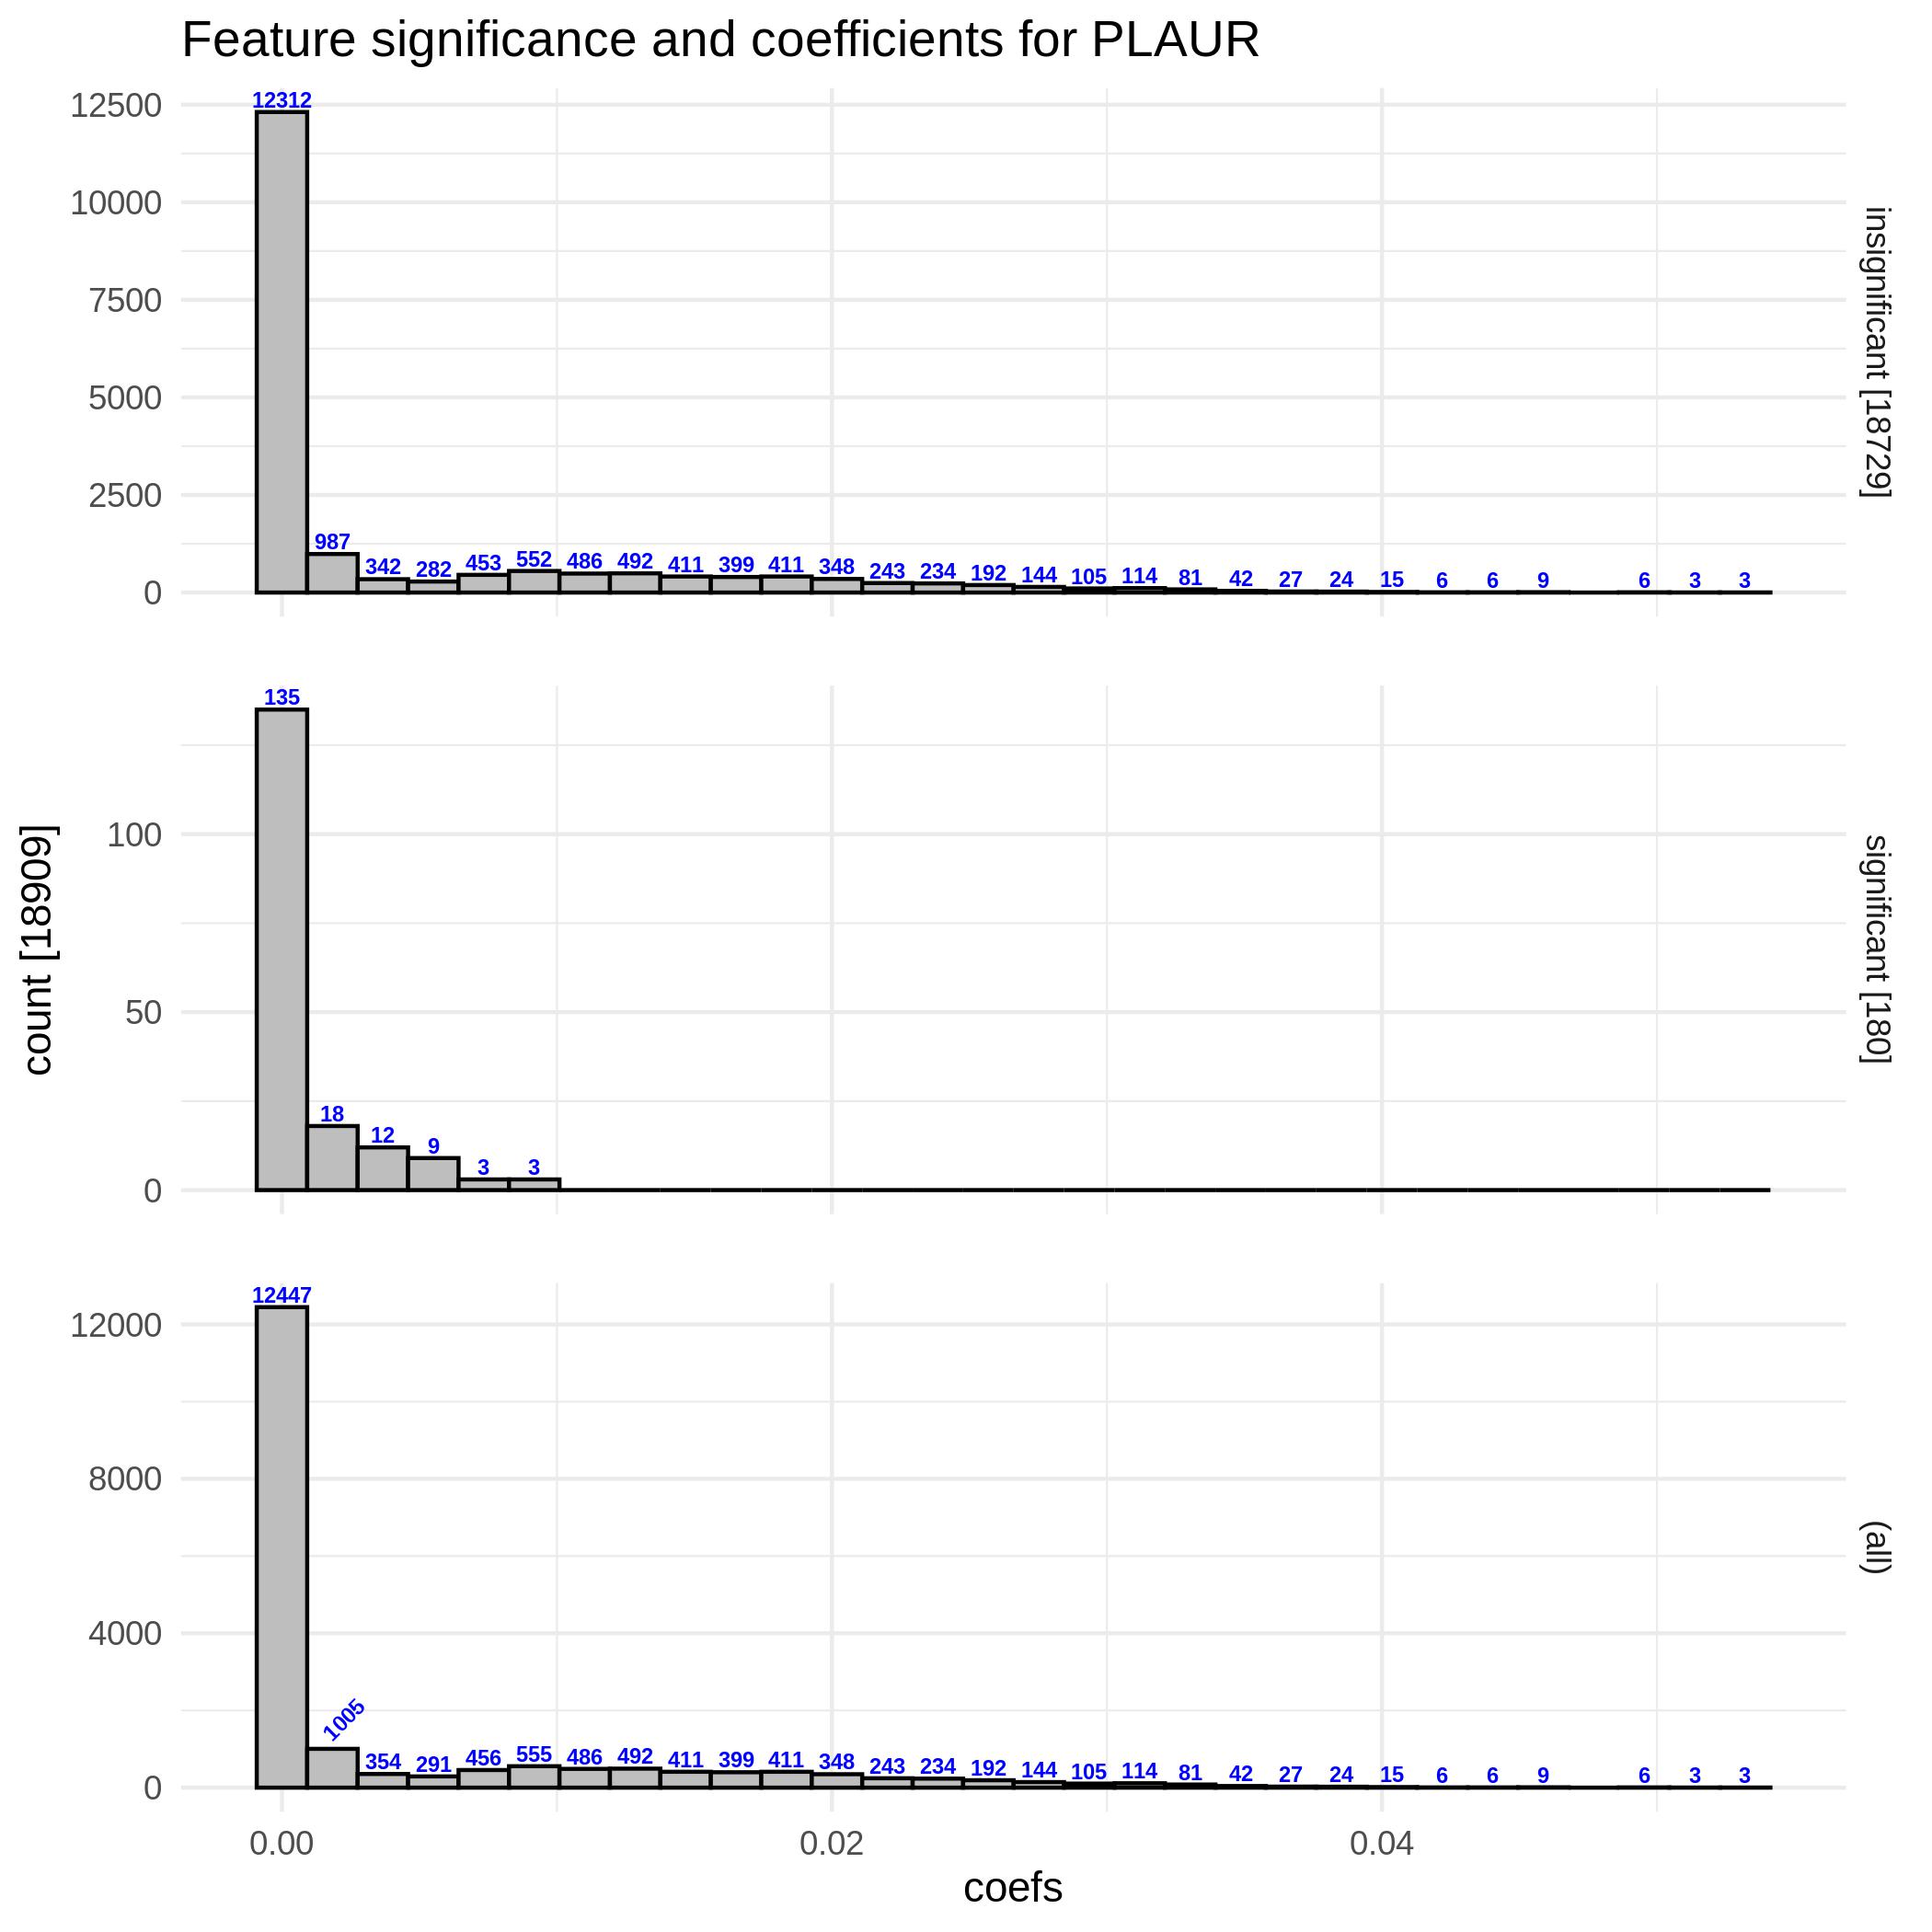 Feature significance and coefficients for PLAUR
12500
10000
7500
5000
2500
0
12312
987
342 282 453 552 486 492 411 399 411 348 243 234 192 144 105 114 81 42 27 24 15 6 6 9 6 3 3
insignificant [18729]
count [18909]
100
50
0
135
18
12
9
3 3
significant [180]
12000
8000
4000
0
12447
1005
354 291 456 555 486 492 411 399 411 348 243 234 192 144 105 114 81 42 27 24 15 6 6 9 6 3 3
(all)
0.00 0.02 0.04
coefs